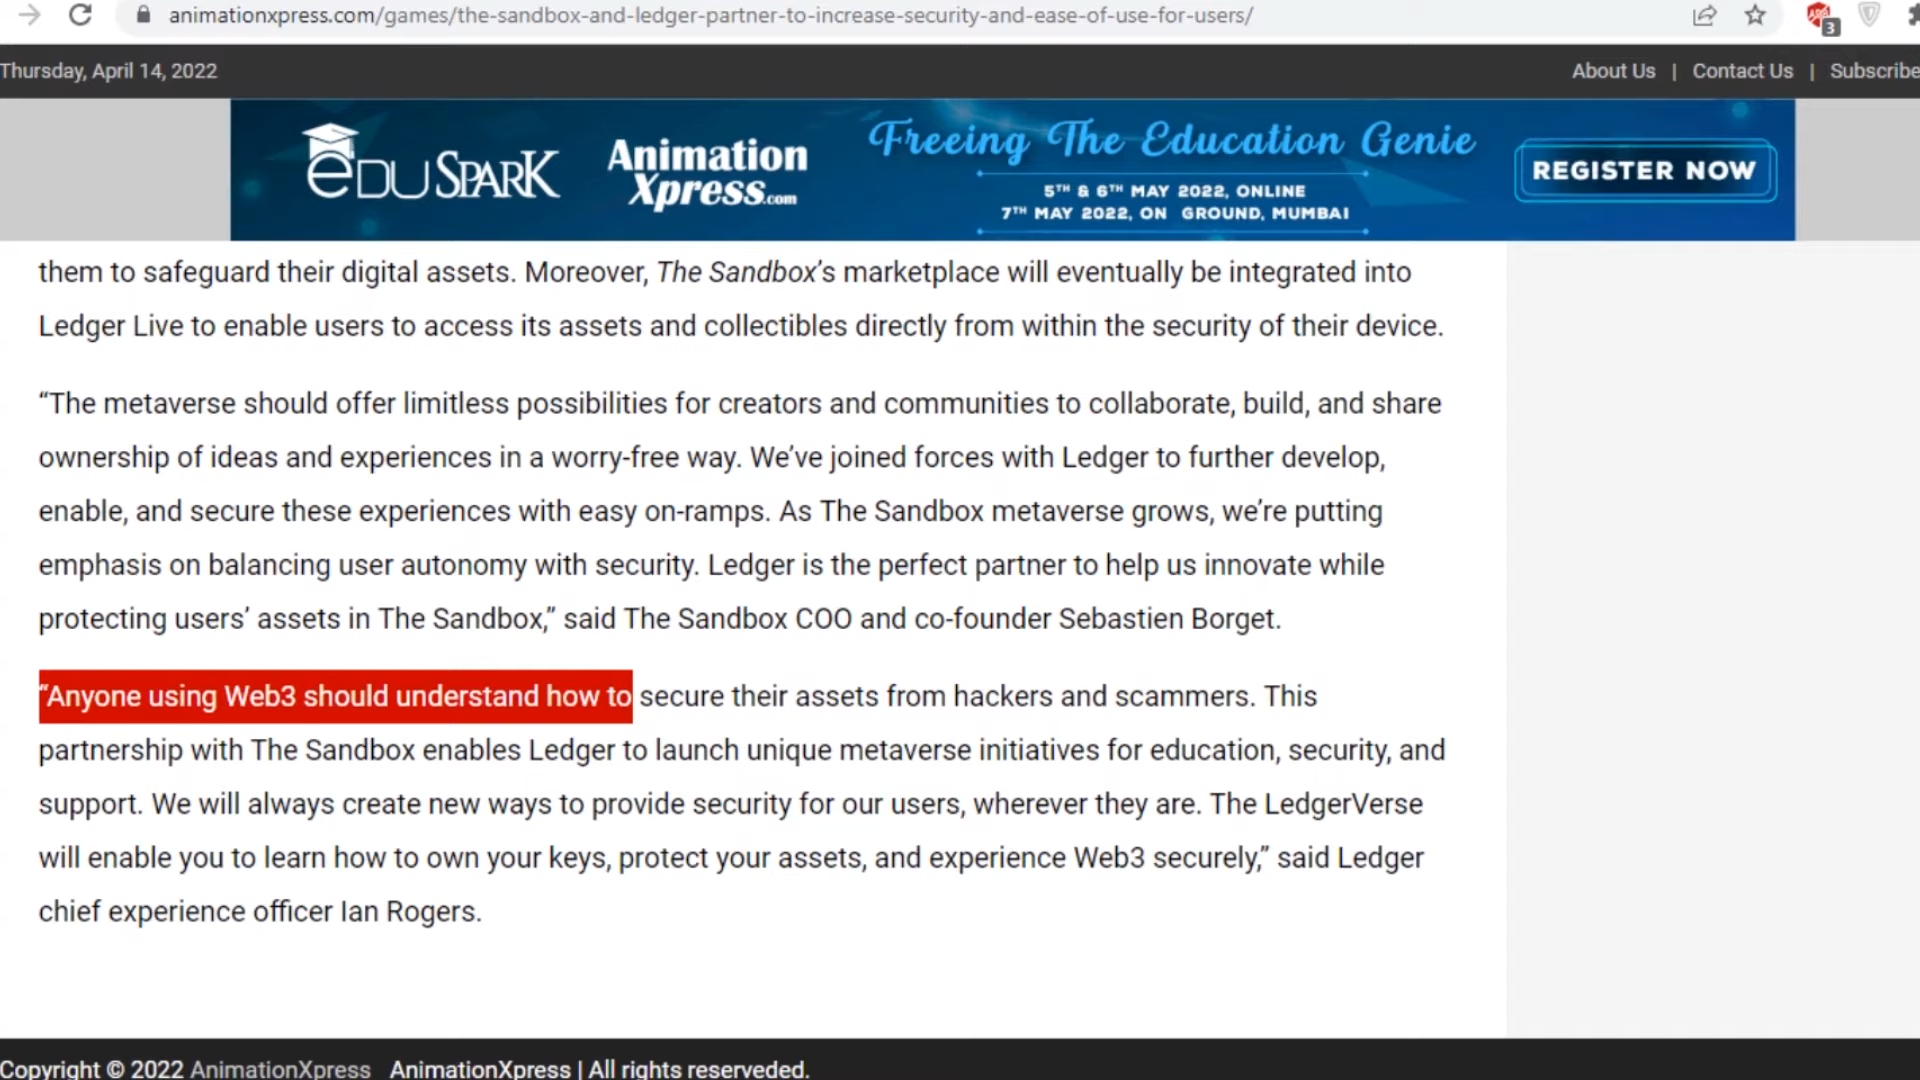 animationxpress.com/games/the-sandbox-and-ledger-partner-to-increase-security-and-ease-of-use-for-users/
3
Thursday, April 14, 2022
About Us | Contact Us | Subscribe
eDUSPARK
Animation Xpress.com
Freeing The Education Genie
5TH & 6TH MAY 2022, ONLINE
7TH MAY 2022, ON GROUND, MUMBAI
REGISTER NOW
them to safeguard their digital assets. Moreover, The Sandbox’s marketplace will eventually be integrated into
Ledger Live to enable users to access its assets and collectibles directly from within the security of their device.
“The metaverse should offer limitless possibilities for creators and communities to collaborate, build, and share
ownership of ideas and experiences in a worry-free way. We’ve joined forces with Ledger to further develop,
enable, and secure these experiences with easy on-ramps. As The Sandbox metaverse grows, we’re putting
emphasis on balancing user autonomy with security. Ledger is the perfect partner to help us innovate while
protecting users’ assets in The Sandbox,” said The Sandbox COO and co-founder Sebastien Borget.
“Anyone using Web3 should understand how to secure their assets from hackers and scammers. This
partnership with The Sandbox enables Ledger to launch unique metaverse initiatives for education, security, and
support. We will always create new ways to provide security for our users, wherever they are. The LedgerVerse
will enable you to learn how to own your keys, protect your assets, and experience Web3 securely,” said Ledger
chief experience officer Ian Rogers.
Copyright © 2022 AnimationXpress AnimationXpress | All rights reserveded.